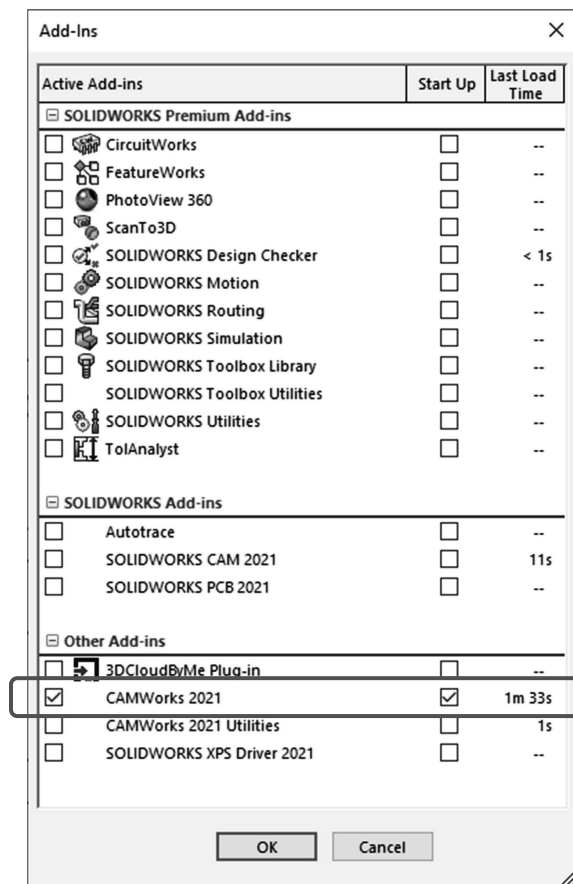 Add-Ins
Active Add-ins Start Up Last Load Time
SOLIDWORKS Premium Add-ins
CircuitWorks --
FeatureWorks --
PhotoView 360 --
ScanTo3D --
SOLIDWORKS Design Checker < 1s
SOLIDWORKS Motion --
SOLIDWORKS Routing --
SOLIDWORKS Simulation --
SOLIDWORKS Toolbox Library --
SOLIDWORKS Toolbox Utilities --
SOLIDWORKS Utilities --
TolAnalyst --
SOLIDWORKS Add-ins
Autotrace --
SOLIDWORKS CAM 2021 11s
SOLIDWORKS PCB 2021 --
Other Add-ins
3DCloudByMe Plug-in --
CAMWorks 2021 1m 33s
CAMWorks 2021 Utilities 1s
SOLIDWORKS XPS Driver 2021 --
OK Cancel